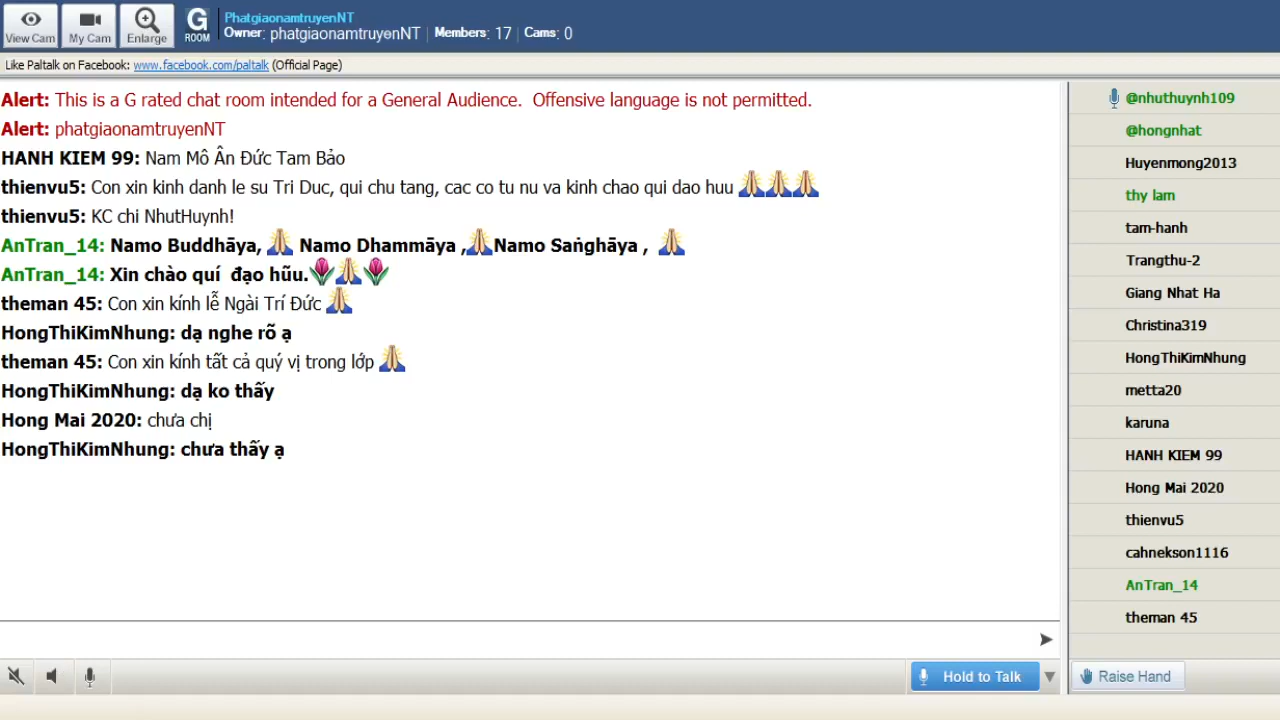 View Cam
My Cam
Enlarge
G
ROOM
PhatgiaonamtruyenNT
Owner: phatgiaonamtruyenNT | Members: 17 | Cams: 0
Like Paltalk on Facebook: www.facebook.com/paltalk (Official Page)
Alert: This is a G rated chat room intended for a General Audience. Offensive language is not permitted.
Alert: phatgiaonamtruyenNT
HANH KIEM 99: Nam Mô Ân Đức Tam Bảo
thienvu5: Con xin kinh danh le su Tri Duc, qui chu tang, cac co tu nu va kinh chao qui dao huu 🙏🙏🙏
thienvu5: KC chi NhutHuynh!
AnTran_14: Namo Buddhāya, 🙏 Namo Dhammāya ,🙏Namo Saṅghāya , 🙏
AnTran_14: Xin chào quí đạo hũu.🌷🙏🌷
theman 45: Con xin kính lễ Ngài Trí Đức 🙏
HongThiKimNhung: dạ nghe rõ ạ
theman 45: Con xin kính tất cả quý vị trong lớp 🙏
HongThiKimNhung: dạ ko thấy
Hong Mai 2020: chưa chị
HongThiKimNhung: chưa thấy ạ
@nhuthuynh109
@hongnhat
Huyenmong2013
thy lam
tam-hanh
Trangthu-2
Giang Nhat Ha
Christina319
HongThiKimNhung
metta20
karuna
HANH KIEM 99
Hong Mai 2020
thienvu5
cahnekson1116
AnTran_14
theman 45
Hold to Talk
Raise Hand